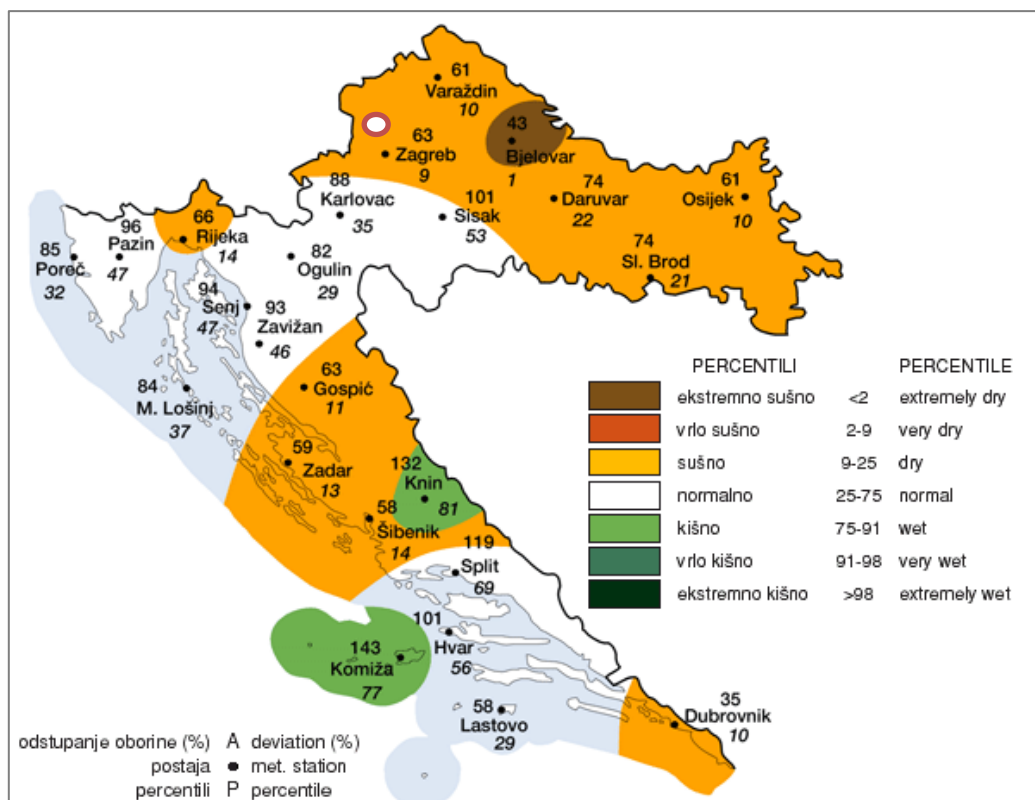 61
Varaždin
10
63
Zagreb
9
43
Bjelovar
1
88
Karlovac
35
101
Sisak
53
74
Daruvar
22
61
Osijek
10
74
Sl. Brod
21
66
Rijeka
14
96
Pazin
47
85
Poreč
32
82
Ogulin
29
94
Senj
47
93
Zavižan
46
84
M. Lošinj
37
63
Gospić
11
59
Zadar
13
132
Knin
81
58
Šibenik
14
119
Split
69
101
Hvar
56
143
Komiža
77
58
Lastovo
29
35
Dubrovnik
10
PERCENTILI PERCENTILE
ekstremno sušno <2 extremely dry
vrlo sušno 2-9 very dry
sušno 9-25 dry
normalno 25-75 normal
kišno 75-91 wet
vrlo kišno 91-98 very wet
ekstremno kišno >98 extremely wet
odstupanje oborine (%) A deviation (%)
postaja ● met. station
percentili P percentile